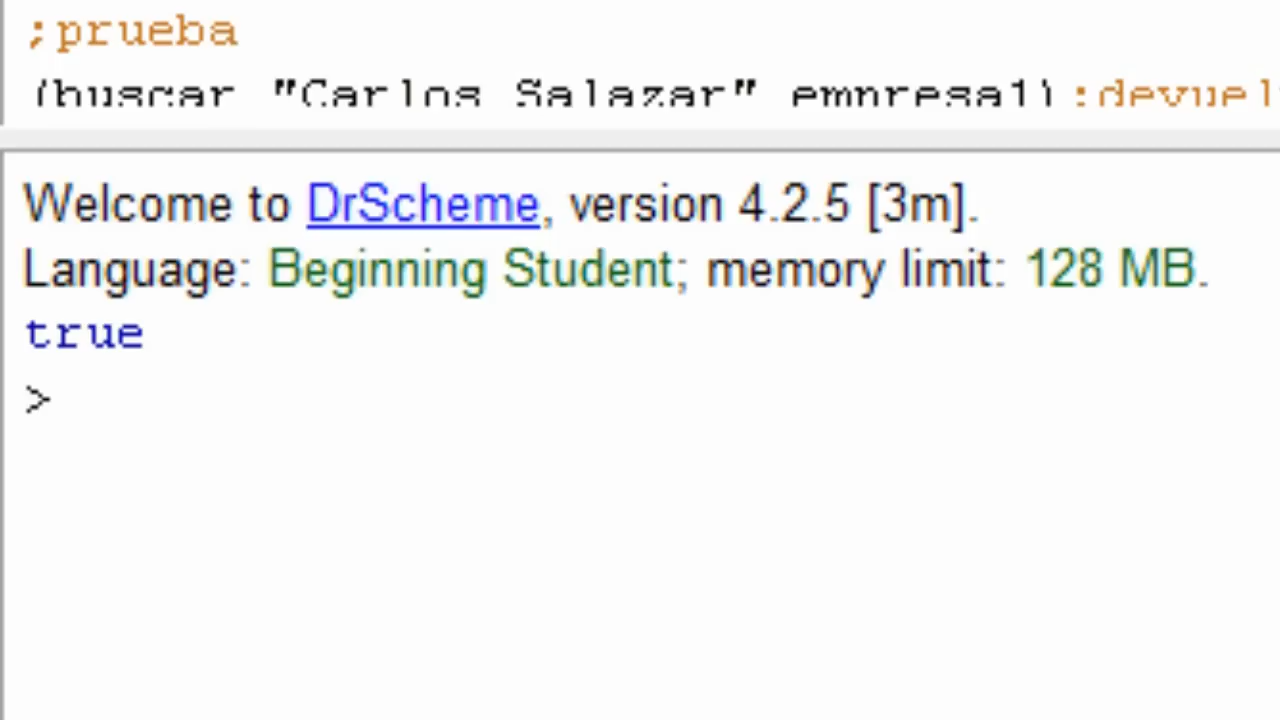 ;prueba
(buscar "Carlos Salazar" empresa1);devuel
Welcome to DrScheme, version 4.2.5 [3m].
Language: Beginning Student; memory limit: 128 MB.
true
>